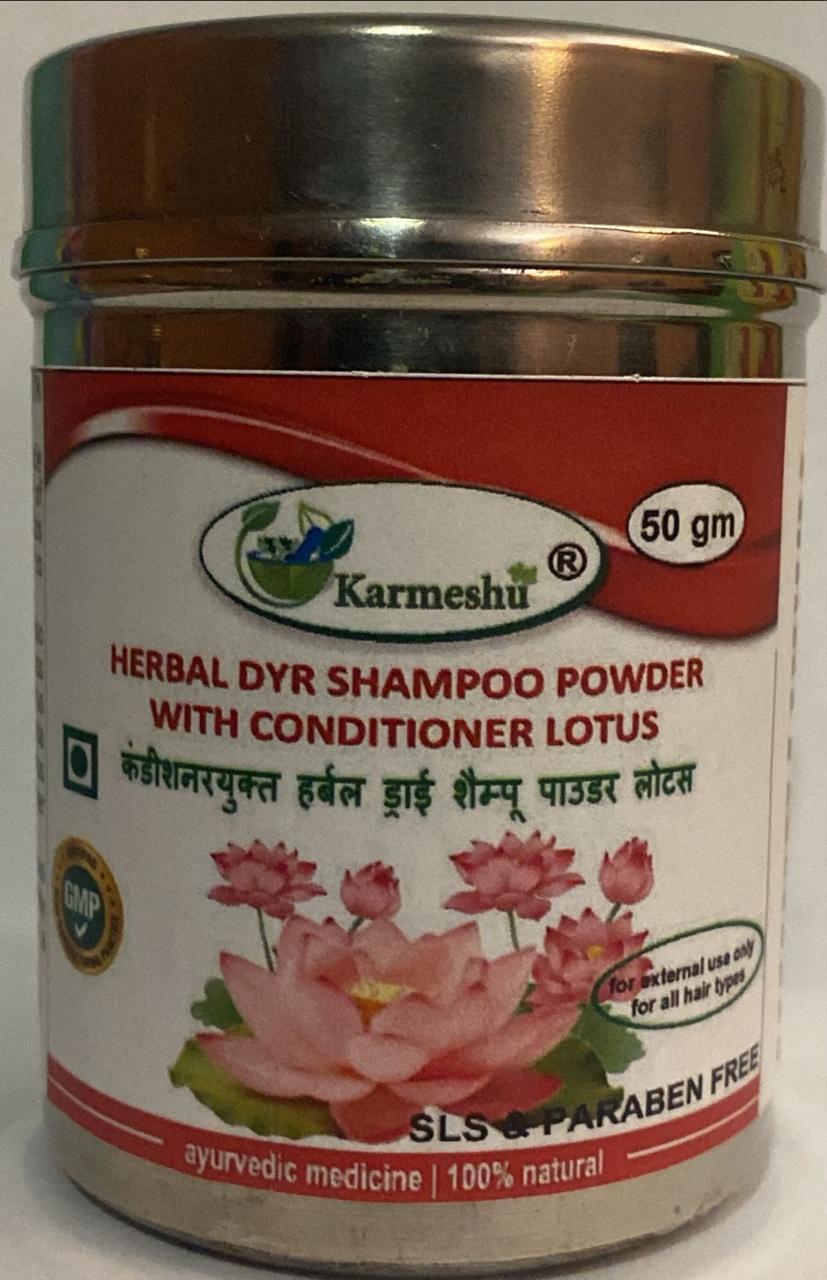 Karmeshu ®
50 gm
HERBAL DYR SHAMPOO POWDER
WITH CONDITIONER LOTUS
कंडीशनरयुक्त हर्बल ड्राई शैम्पू पाउडर लोटस
GMP
for external use only
for all hair types
SLS & PARABEN FREE
ayurvedic medicine | 100% natural